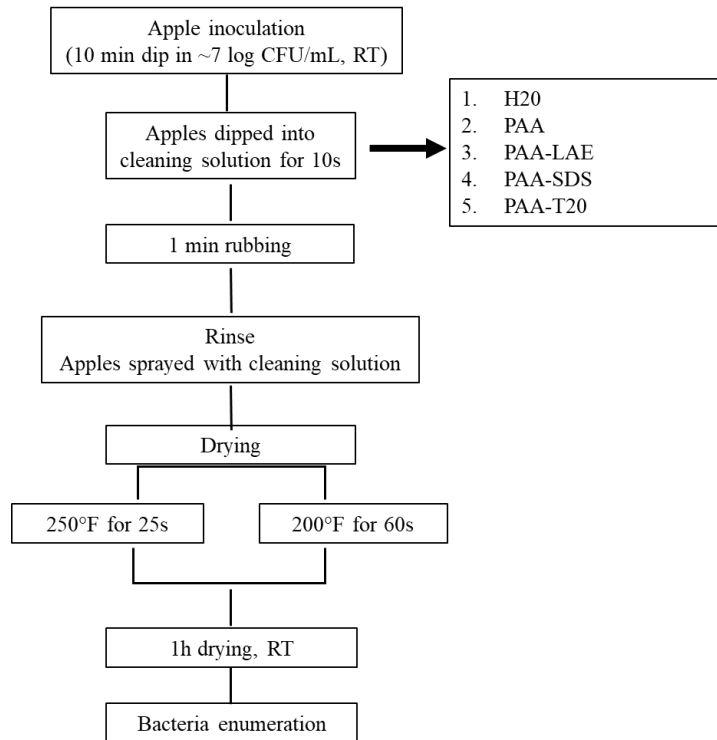 Apple inoculation
(10 min dip in ~7 log CFU/mL, RT)
Apples dipped into
cleaning solution for 10s
1. H20
2. PAA
3. PAA-LAE
4. PAA-SDS
5. PAA-T20
1 min rubbing
Rinse
Apples sprayed with cleaning solution
Drying
250°F for 25s
200°F for 60s
1h drying, RT
Bacteria enumeration